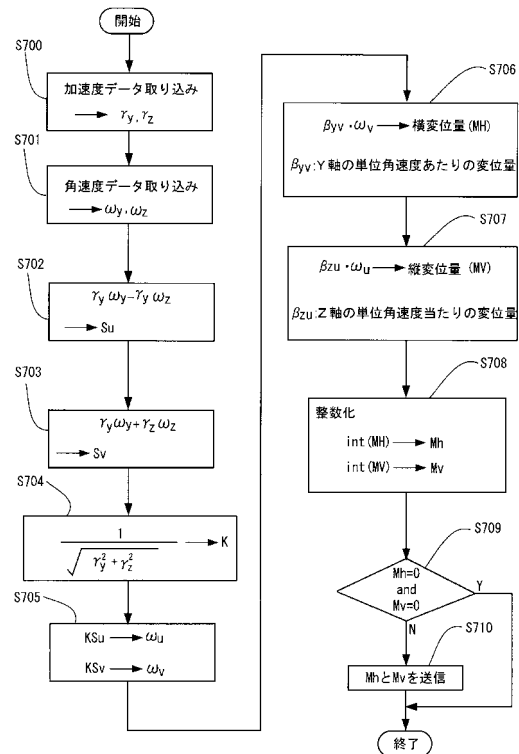 開始
S700
加速度データ取り込み
→ γy, γz
S701
角速度データ取り込み
→ ωy, ωz
S702
γy ωy−γy ωz
→ Su
S703
γyωy+γz ωz
→ Sv
S704
1/√(γy²+γz²) → K
S705
KSu → ωu
KSv → ωv
S706
βyv・ωv → 横変位量(MH)
βyv:Y軸の単位角速度あたりの変位量
S707
βzu・ωu → 縦変位量(MV)
βzu:Z軸の単位角速度当たりの変位量
S708
整数化
int(MH) → Mh
int(MV) → Mv
S709
Mh=0
and
Mv=0
Y
N
S710
MhとMvを送信
終了